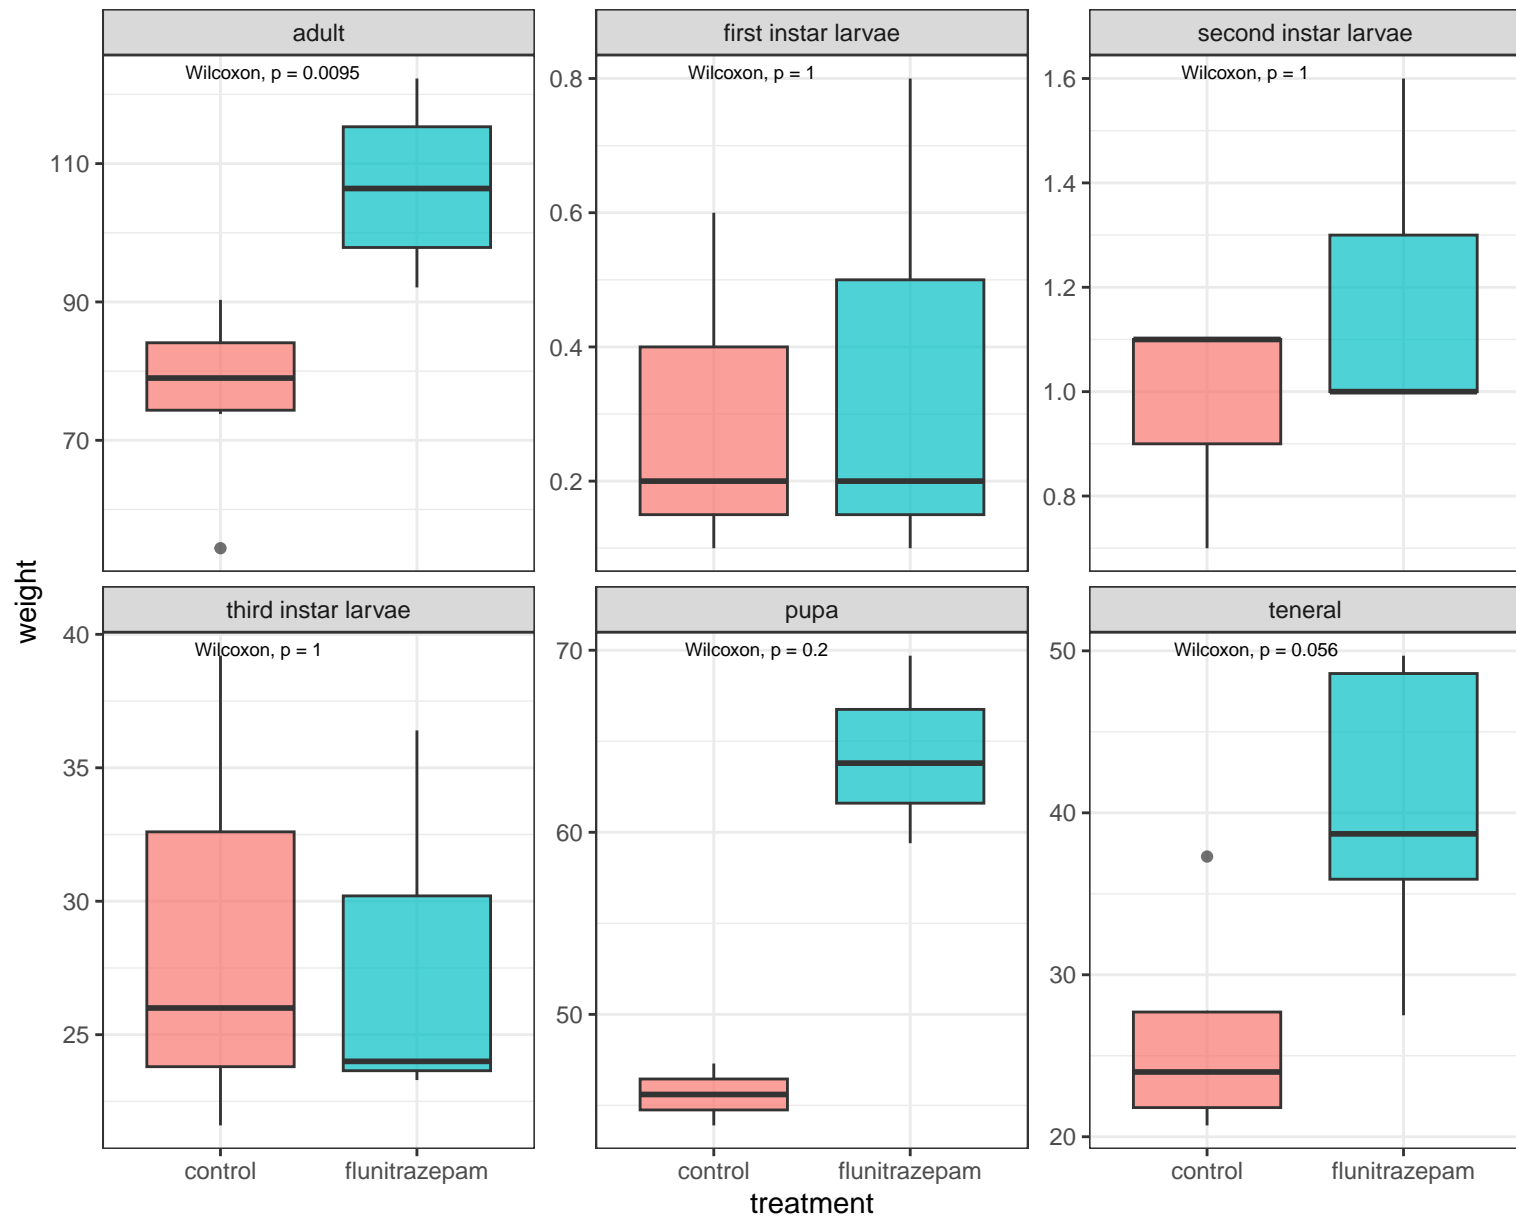 adult
first instar larvae
second instar larvae
Wilcoxon, p = 0.0095
Wilcoxon, p = 1
Wilcoxon, p = 1
110
90
70
0.8
0.6
0.4
0.2
1.6
1.4
1.2
1.0
0.8
weight
third instar larvae
pupa
teneral
Wilcoxon, p = 1
Wilcoxon, p = 0.2
Wilcoxon, p = 0.056
40
35
30
25
70
60
50
50
40
30
20
control
flunitrazepam
control
flunitrazepam
control
flunitrazepam
treatment